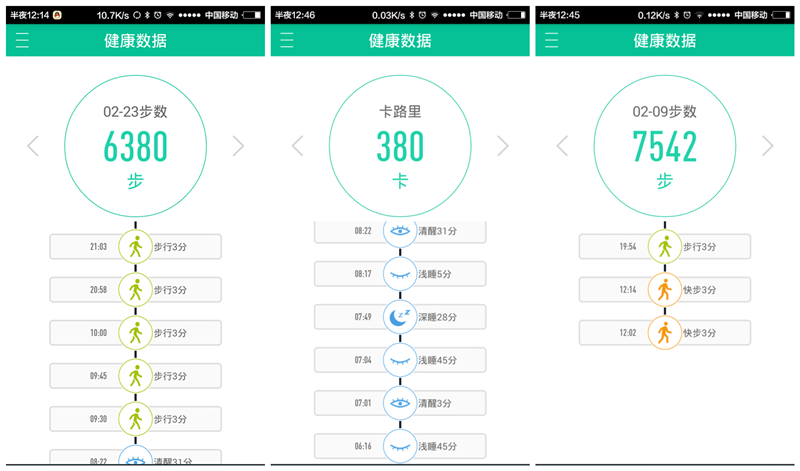 半夜12:14 10.7K/s 中国移动
健康数据
02-23步数
6380
步
21:03 步行3分
20:58 步行3分
10:00 步行3分
09:45 步行3分
09:30 步行3分
08:22 清醒31分
半夜12:46 0.03K/s 中国移动
健康数据
卡路里
380
卡
08:22 清醒31分
08:17 浅睡5分
07:49 深睡28分
07:04 浅睡45分
07:01 清醒3分
06:16 浅睡45分
半夜12:45 0.12K/s 中国移动
健康数据
02-09步数
7542
步
19:54 步行3分
12:14 快步3分
12:02 快步3分